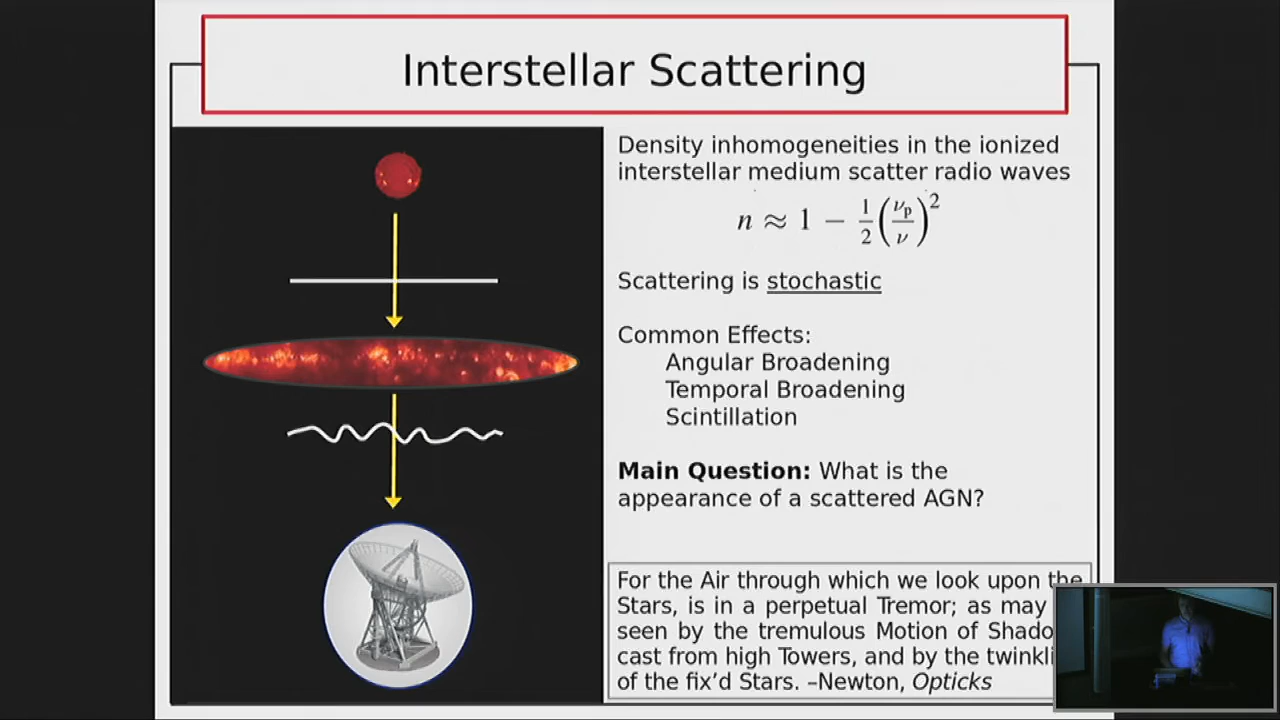 Interstellar Scattering
Density inhomogeneities in the ionized
interstellar medium scatter radio waves
n ≈ 1 − 1/2 (νp/ν)²
Scattering is stochastic
Common Effects:
Angular Broadening
Temporal Broadening
Scintillation
Main Question: What is the
appearance of a scattered AGN?
For the Air through which we look upon the
Stars, is in a perpetual Tremor; as may
seen by the tremulous Motion of
cast from high Towers, and by the
of the fix'd Stars. –Newton, Opticks